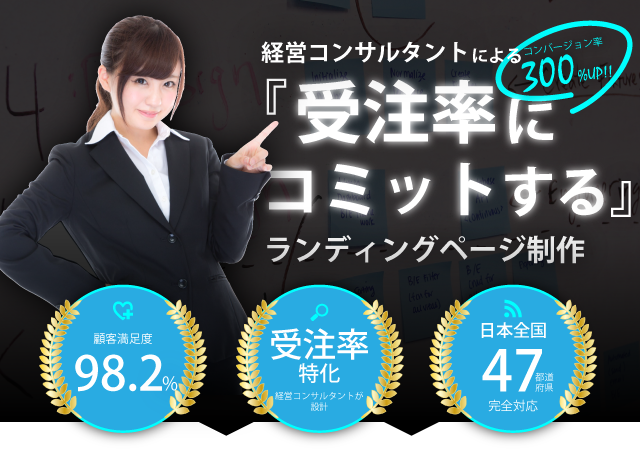 経営コンサルタントによる
コンバージョン率
300%UP!!
『受注率に
コミットする』
ランディングページ制作
顧客満足度
98.2%
受注率
特化
経営コンサルタントが
設計
日本全国
47都道府県
完全対応